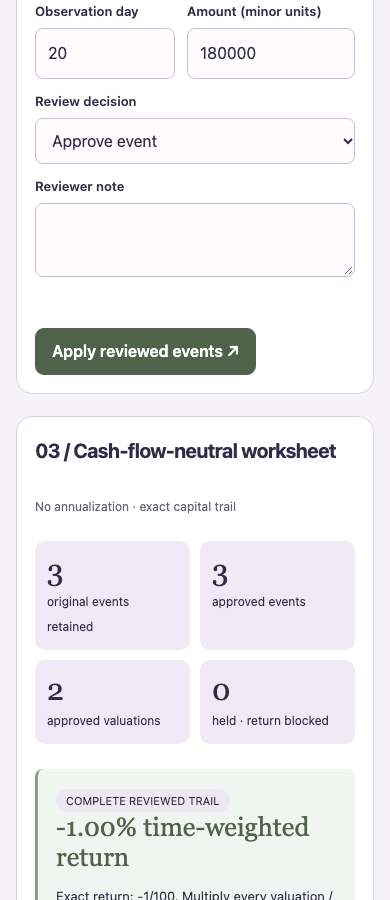 Observation day
Amount (minor units)
20
180000
Review decision
Approve event
Reviewer note
Apply reviewed events ↗
03 / Cash-flow-neutral worksheet
No annualization · exact capital trail
3
original events
retained
3
approved events
2
approved valuations
0
held · return blocked
COMPLETE REVIEWED TRAIL
-1.00% time-weighted
return
Exact return: -1/100. Multiply every valuation /